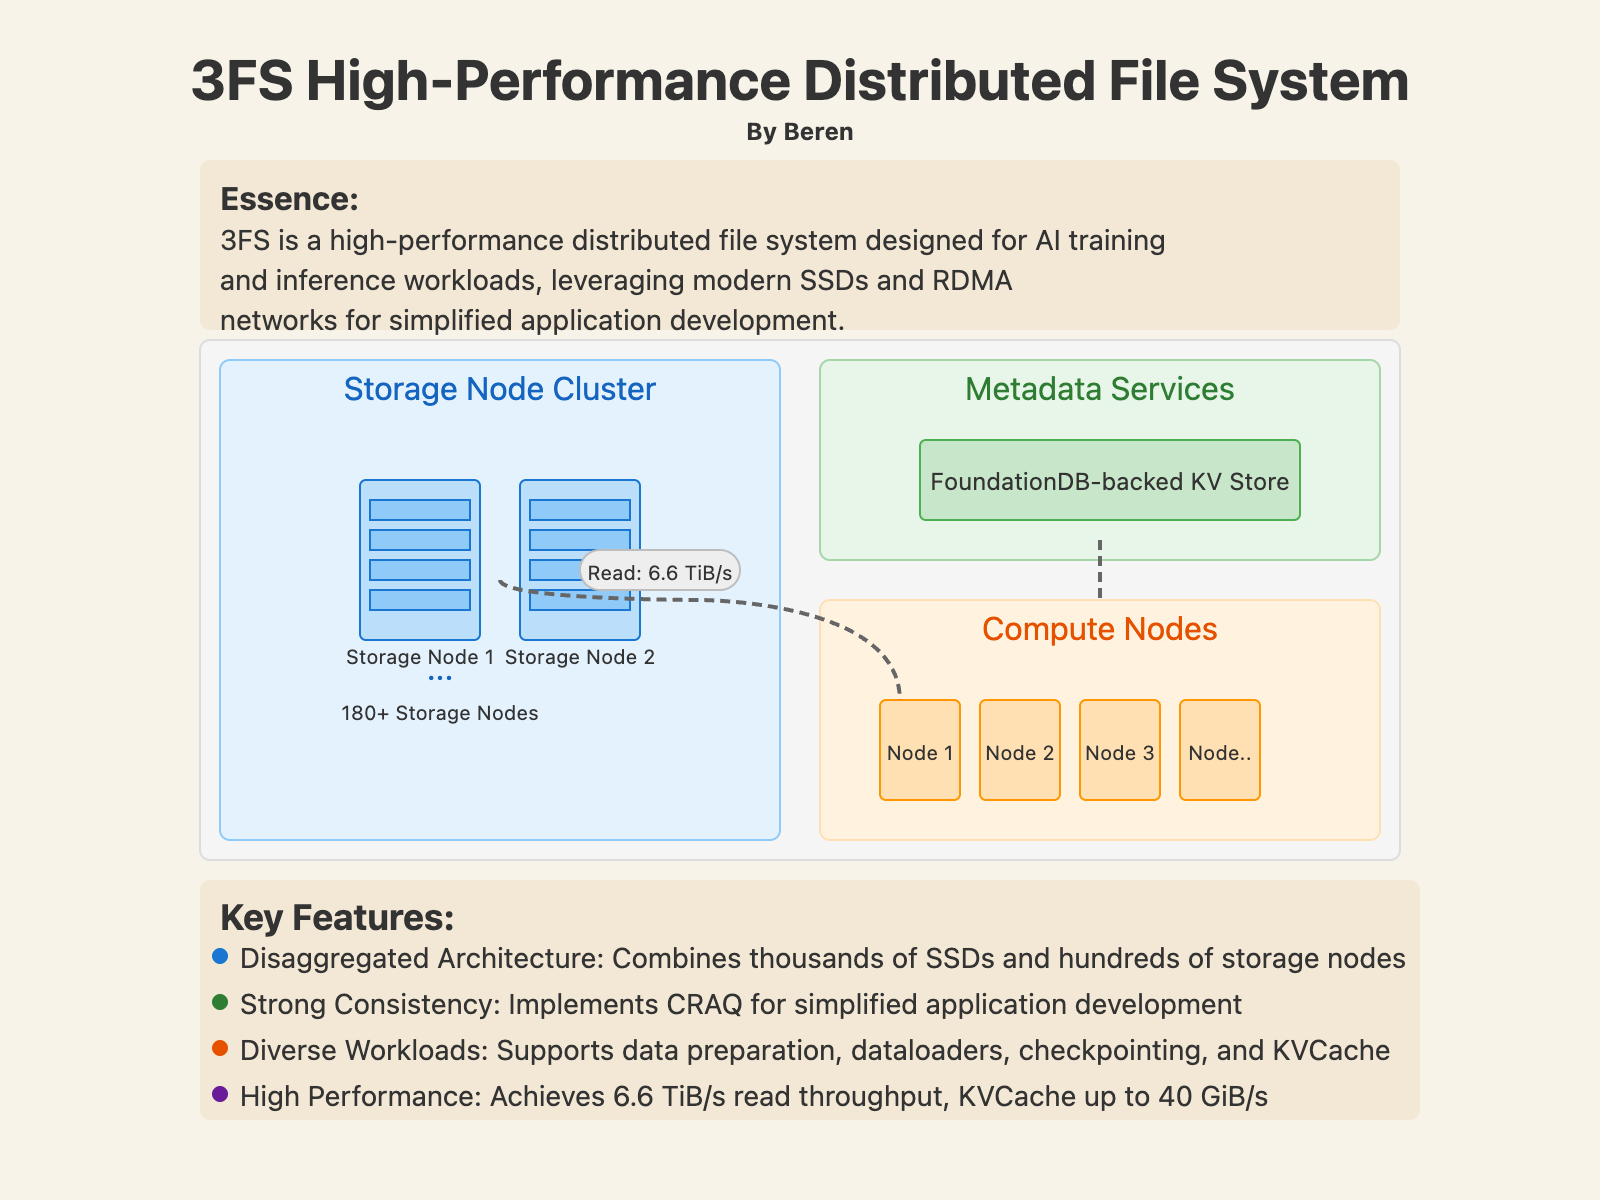 3FS High-Performance Distributed File System
By Beren
Essence:
3FS is a high-performance distributed file system designed for AI training
and inference workloads, leveraging modern SSDs and RDMA
networks for simplified application development.
Storage Node Cluster
Read: 6.6 TiB/s
Storage Node 1
Storage Node 2
...
180+ Storage Nodes
Metadata Services
FoundationDB-backed KV Store
Compute Nodes
Node 1
Node 2
Node 3
Node..
Key Features:
Disaggregated Architecture: Combines thousands of SSDs and hundreds of storage nodes
Strong Consistency: Implements CRAQ for simplified application development
Diverse Workloads: Supports data preparation, dataloaders, checkpointing, and KVCache
High Performance: Achieves 6.6 TiB/s read throughput, KVCache up to 40 GiB/s